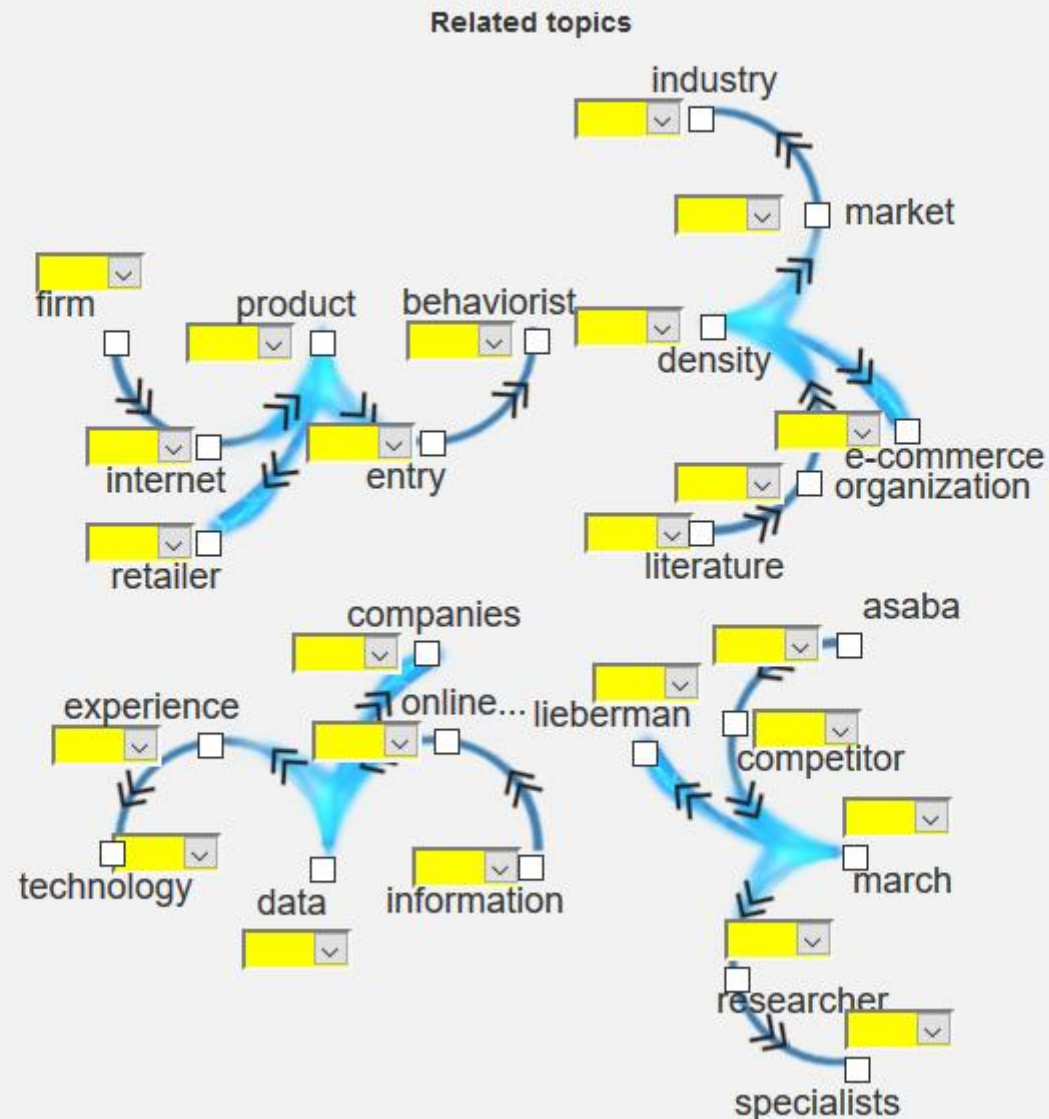 Related topics
industry
market
firm
product
behaviorist
density
internet
entry
e-commerce
organization
retailer
literature
companies
asaba
experience
online...
lieberman
competitor
technology
data
information
march
researcher
specialists